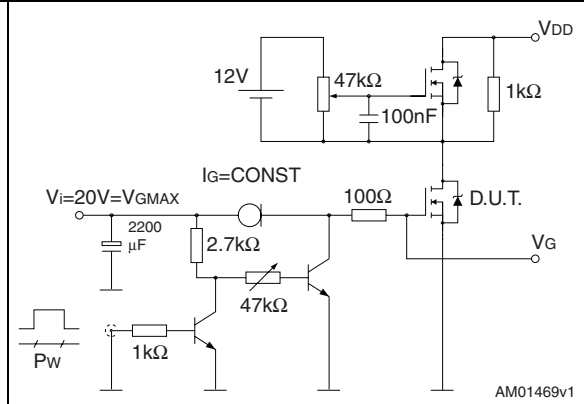 VDD
12V
47kΩ
1kΩ
100nF
IG=CONST
Vi=20V=VGMAX
100Ω
D.U.T.
2200
μF
2.7kΩ
VG
47kΩ
1kΩ
PW
AM01469v1